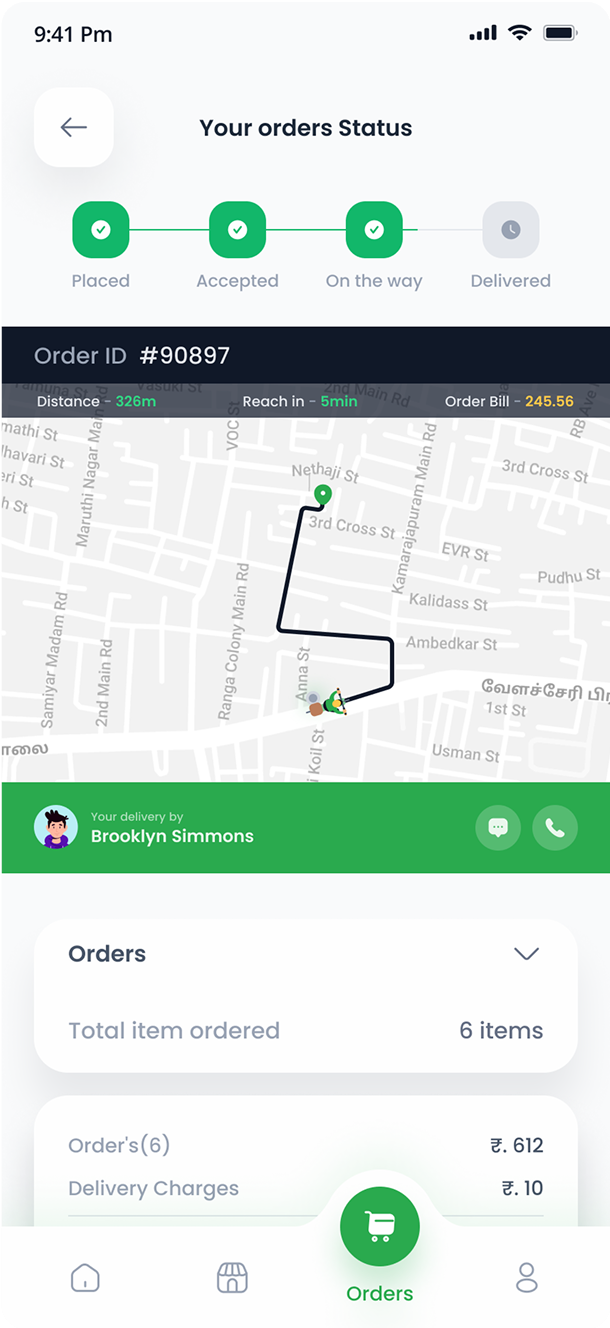 9:41 Pm
Your orders Status
Placed Accepted On the way Delivered
Order ID #90897
Vasuki St
2nd Main Rd
Distance - 326m Reach in - 5min Order Bill - 245.56
mathi St
VOC St
RB Ave
Maruthi Nagar Main Rd
lhavari St
Nethaji St
3rd Cross St
eri St
h St
3rd Cross St
Kamarajapuram Main Rd
EVR St
Pudhu St
Kalidass St
Samiyar Madam Rd
2nd Main Rd
Ranga Colony Main Rd
Anna St
Ambedkar St
வேளச்சேரி பிர
1st St
ாலை
i Koil St
Usman St
Your delivery by
Brooklyn Simmons
Orders
Total item ordered 6 items
Order's(6) ₹. 612
Delivery Charges ₹. 10
Orders